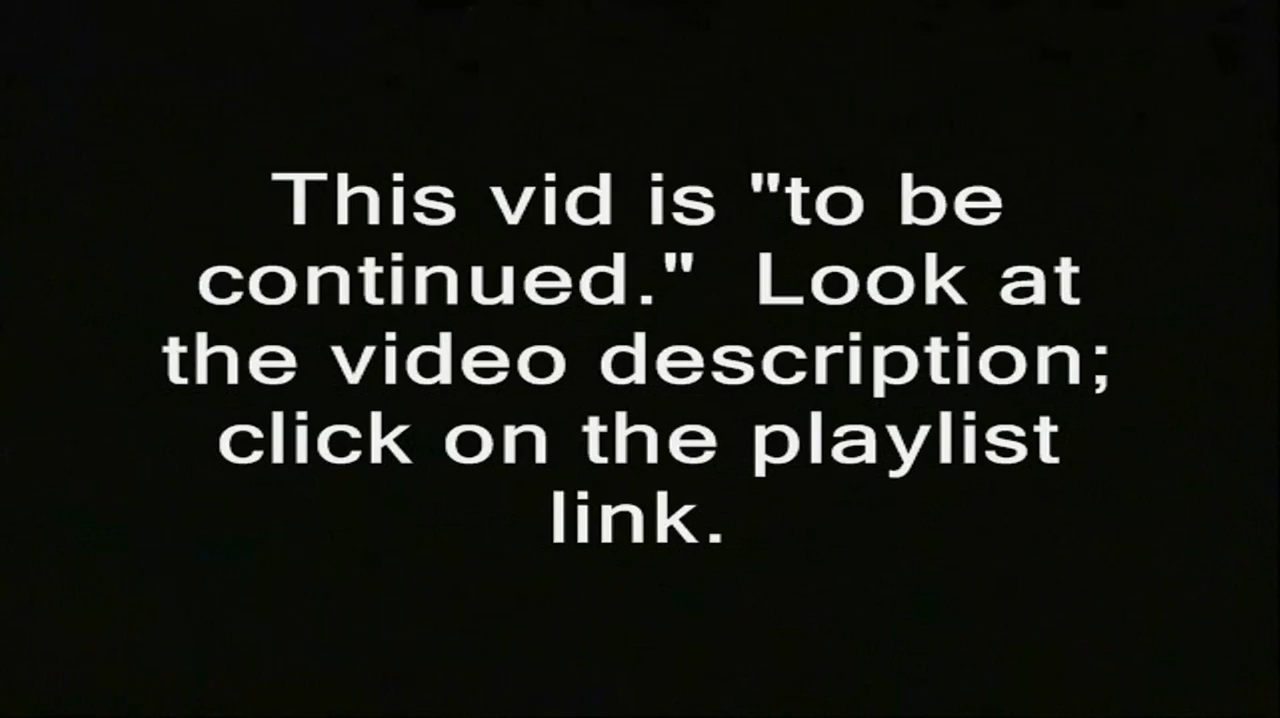 This vid is "to be
continued."  Look at
the video description;
click on the playlist
link.